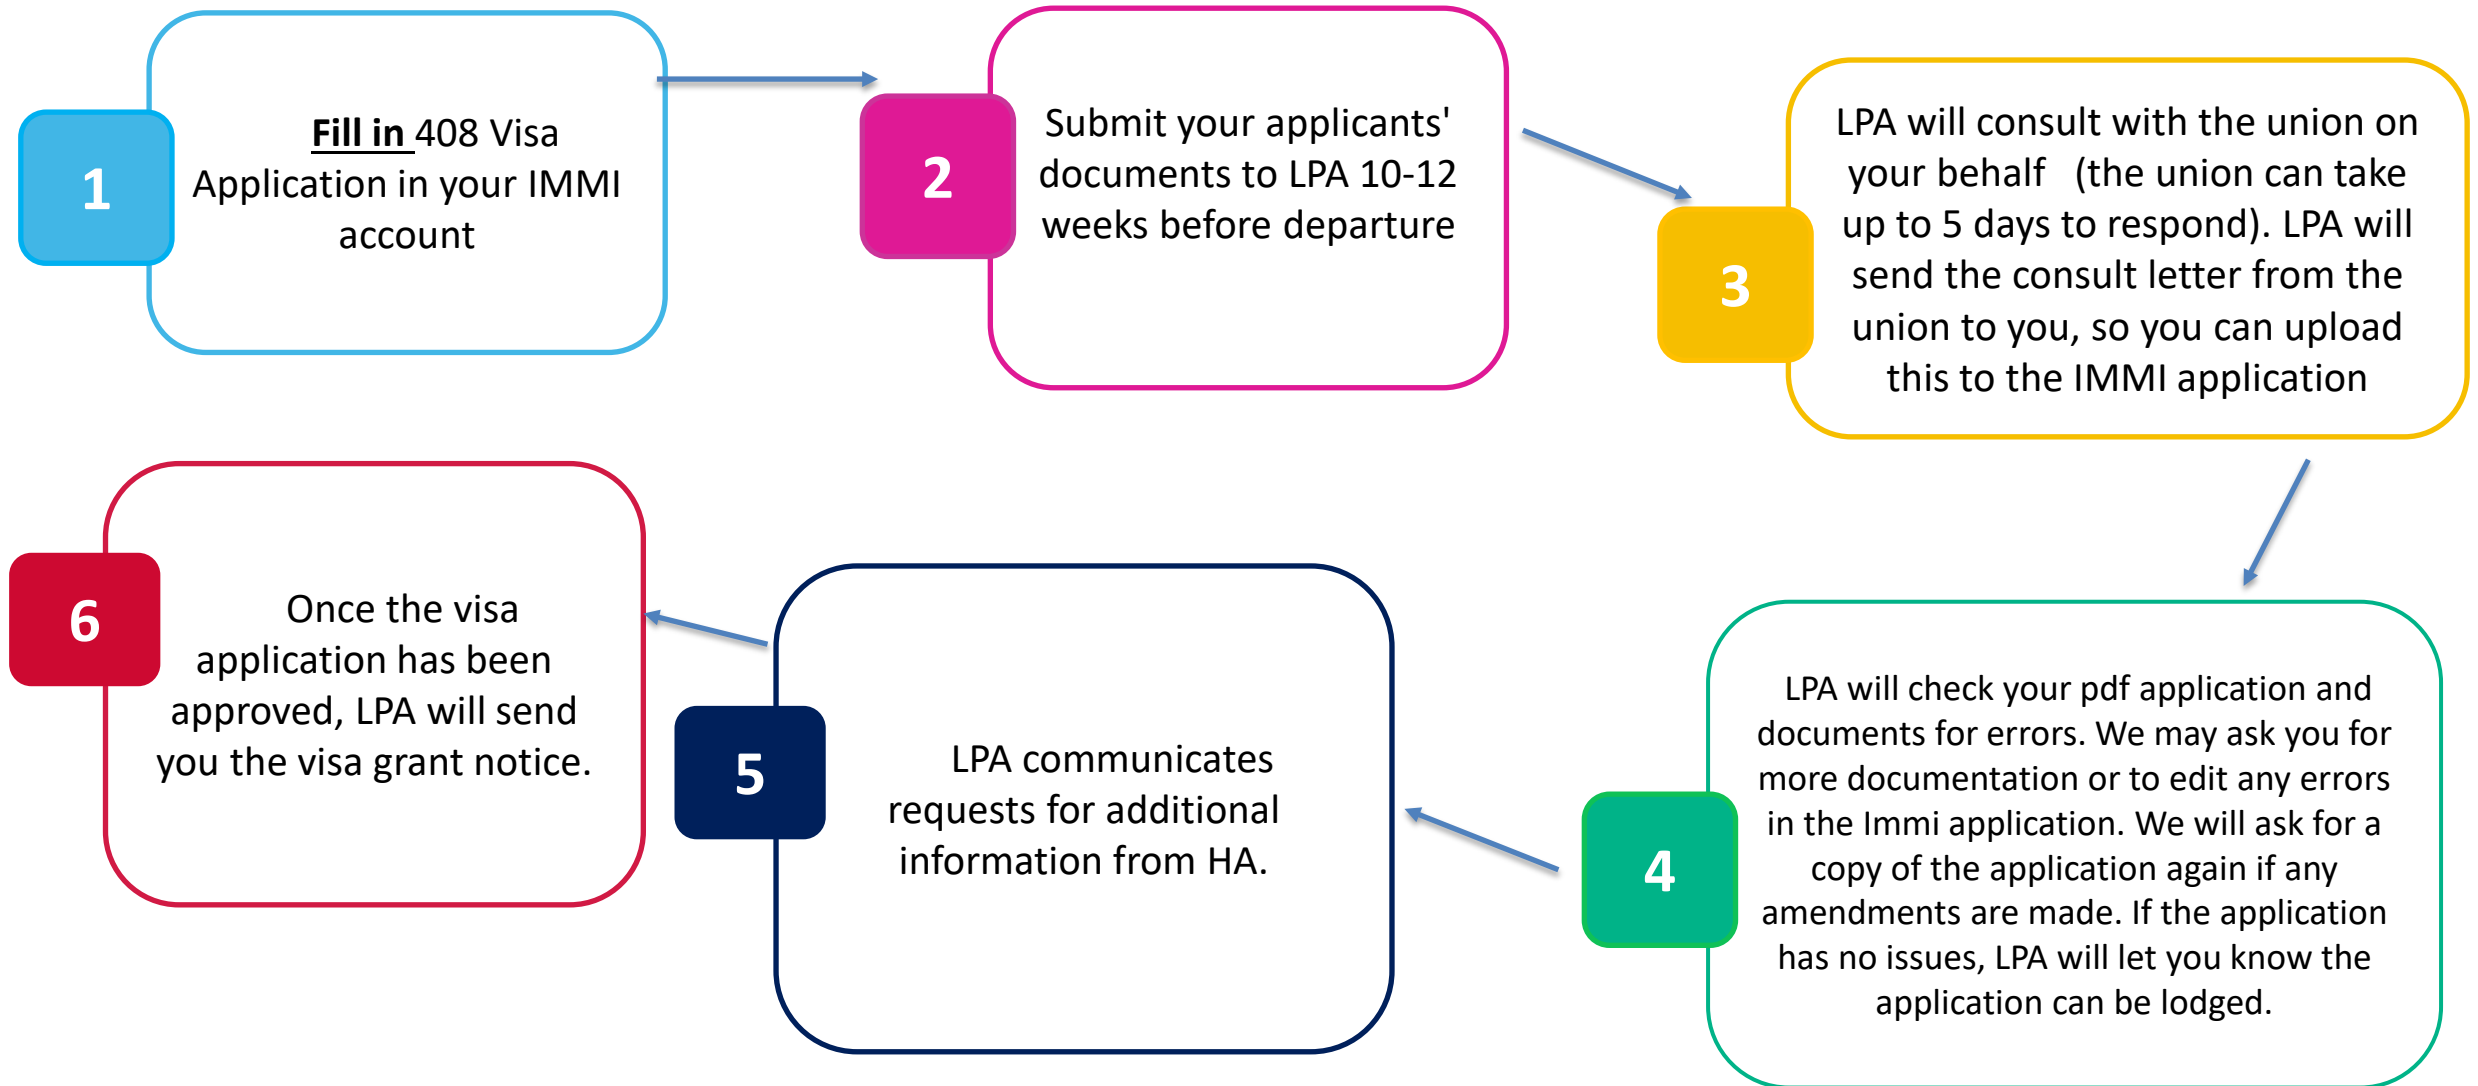 1
Fill in 408 Visa
Application in your IMMI
account
2
Submit your applicants'
documents to LPA 10-12
weeks before departure
3
LPA will consult with the union on
your behalf (the union can take
up to 5 days to respond). LPA will
send the consult letter from the
union to you, so you can upload
this to the IMMI application
4
LPA will check your pdf application and
documents for errors. We may ask you for
more documentation or to edit any errors
in the Immi application. We will ask for a
copy of the application again if any
amendments are made. If the application
has no issues, LPA will let you know the
application can be lodged.
5
LPA communicates
requests for additional
information from HA.
6
Once the visa
application has been
approved, LPA will send
you the visa grant notice.